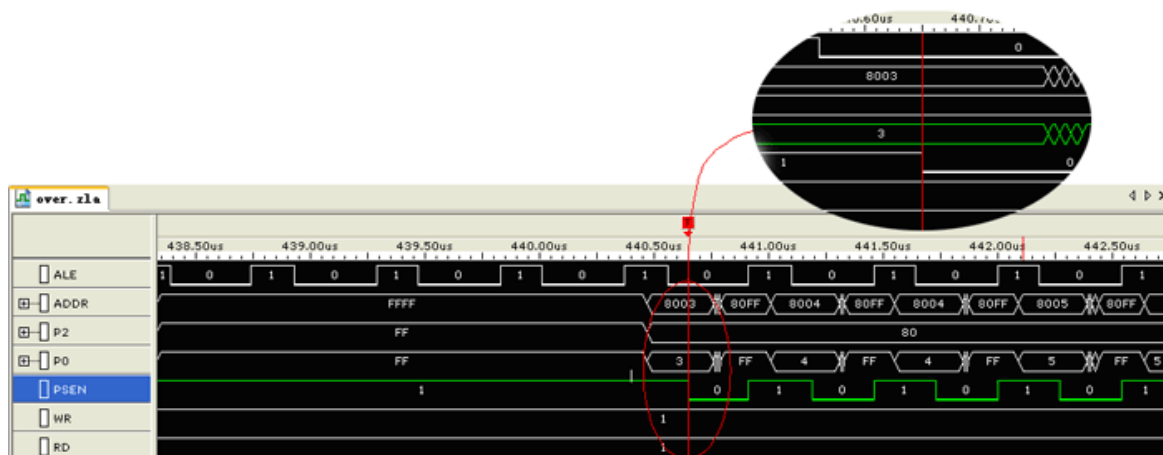 0.60us 440.70us
0
8003
3
1 0
over.zla
438.50us 439.00us 439.50us 440.00us 440.50us 441.00us 441.50us 442.00us 442.50us
ALE 1 0 1 0 1 0 1 0 1 0 1 0 1 0 1 0 1
ADDR FFFF 8003 80FF 8004 80FF 8004 80FF 8005 80FF
P2 FF 80
P0 FF 3 FF 4 FF 4 FF 5 FF 5
PSEN 1 0 1 0 1 0 1 0 1
WR 1
RD 1